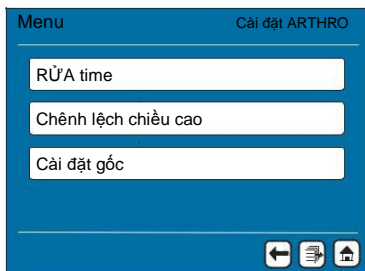 Menu Cài đặt ARTHRO
RỬA time
Chênh lệch chiều cao
Cài đặt gốc